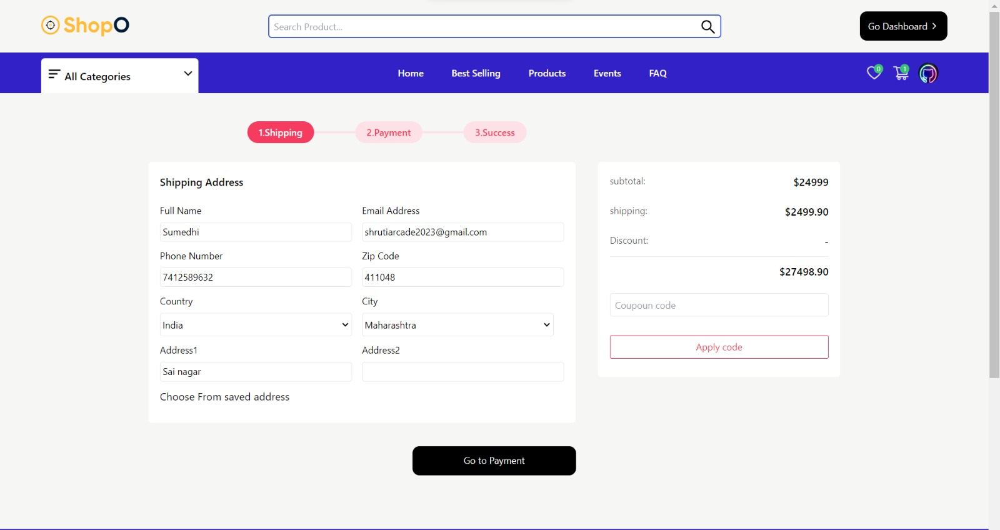 ShopO
Search Product...
Go Dashboard
All Categories
Home
Best Selling
Products
Events
FAQ
0
1
1.Shipping
2.Payment
3.Success
Shipping Address
Full Name
Email Address
Sumedhi
shrutiarcade2023@gmail.com
Phone Number
Zip Code
7412589632
411048
Country
City
India
Maharashtra
Address1
Address2
Sai nagar
Choose From saved address
Go to Payment
subtotal:
$24999
shipping:
$2499.90
Discount:
-
$27498.90
Coupoun code
Apply code